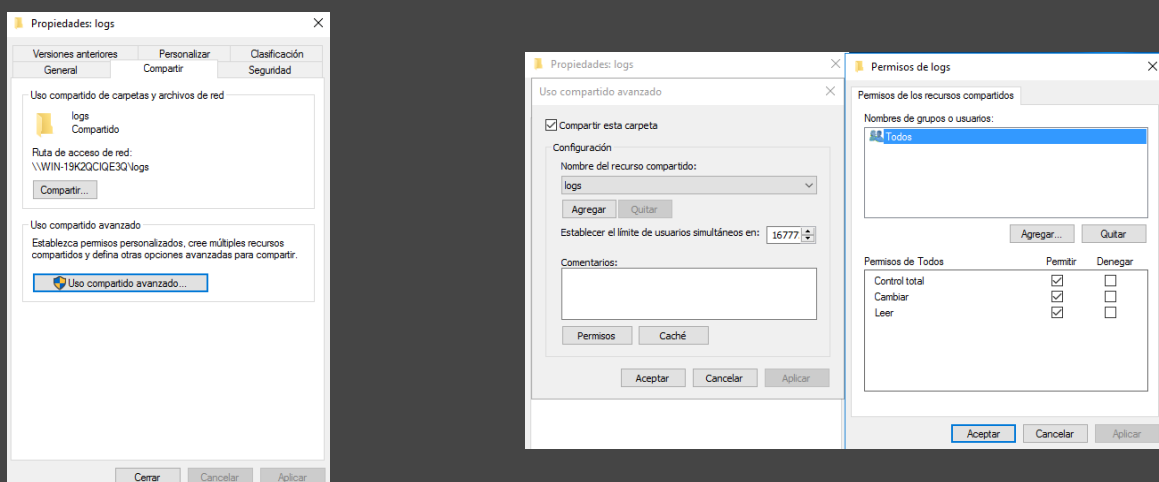 Propiedades: logs
Versiones anteriores Personalizar Clasificación
General Compartir Seguridad
Uso compartido de carpetas y archivos de red
logs
Compartido
Ruta de acceso de red:
\\WIN-19K2QCIQE3Q\logs
Compartir...
Uso compartido avanzado
Establezca permisos personalizados, cree múltiples recursos
compartidos y defina otras opciones avanzadas para compartir.
Uso compartido avanzado...
Cerrar Cancelar Aplicar
Propiedades: logs
Uso compartido avanzado
Compartir esta carpeta
Configuración
Nombre del recurso compartido:
logs
Agregar Quitar
Establecer el límite de usuarios simultáneos en: 16777
Comentarios:
Permisos Caché
Aceptar Cancelar Aplicar
Permisos de logs
Permisos de los recursos compartidos
Nombres de grupos o usuarios:
Todos
Agregar... Quitar
Permisos de Todos Permitir Denegar
Control total
Cambiar
Leer
Aceptar Cancelar Aplicar